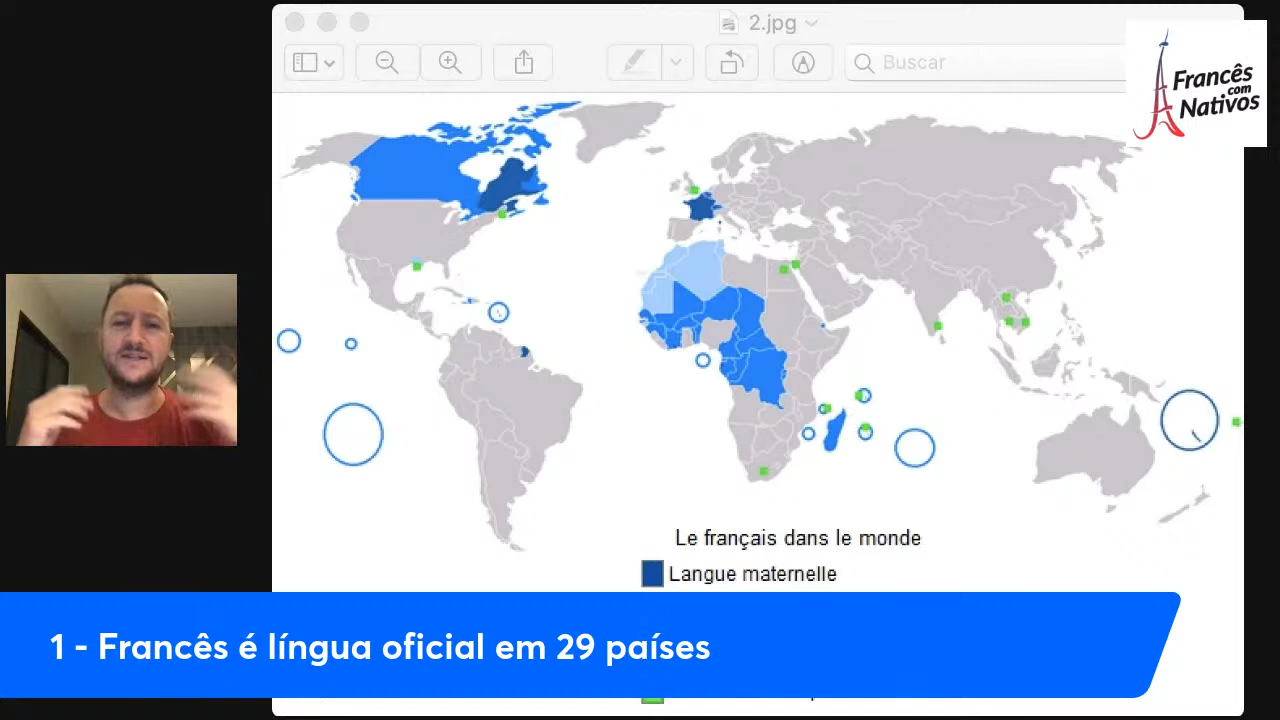 2.jpg
Buscar
Francês
com
Nativos
Le français dans le monde
Langue maternelle
1 - Francês é língua oficial em 29 países